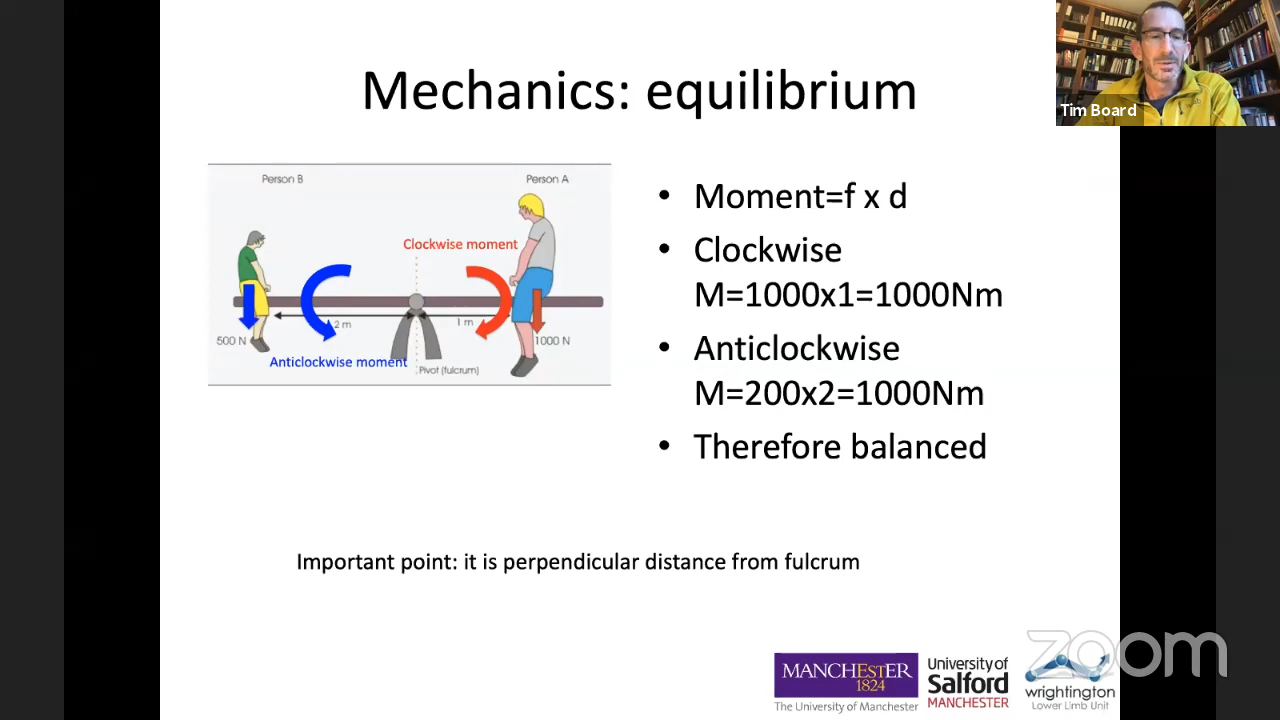 Mechanics: equilibrium
Tim Board
Person B
Person A
Clockwise moment
2 m
1 m
500 N
1000 N
Anticlockwise moment
Pivot (fulcrum)
• Moment=f x d
• Clockwise
M=1000x1=1000Nm
• Anticlockwise
M=200x2=1000Nm
• Therefore balanced
Important point: it is perpendicular distance from fulcrum
MANCHESTER
1824
The University of Manchester
University of
Salford
MANCHESTER
wrightington
Lower Limb Unit
zoom